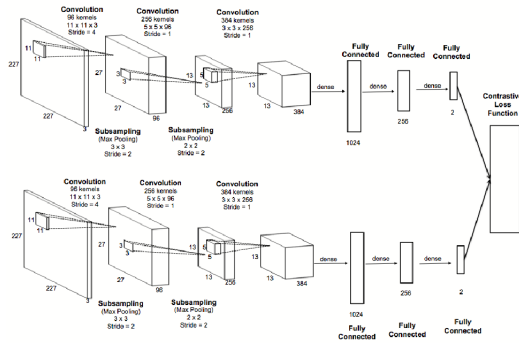 Convolution
96 kernels
11 x 11 x 3
Stride = 4
Convolution
256 kernels
5 x 5 x 96
Stride = 1
Convolution
384 kernels
3 x 3 x 256
Stride = 1
Fully
Connected
Fully
Connected
Fully
Connected
227
11
11
227
3
27
3
3
27
96
13
5
5
13
256
13
13
384
dense
dense
dense
1024
256
2
Subsampling
(Max Pooling)
3 x 3
Stride = 2
Subsampling
(Max Pooling)
2 x 2
Stride = 2
Contrastive
Loss
Function
Convolution
96 kernels
11 x 11 x 3
Stride = 4
Convolution
256 kernels
5 x 5 x 96
Stride = 1
Convolution
384 kernels
3 x 3 x 256
Stride = 1
227
11
11
227
3
27
3
3
27
96
13
5
5
13
256
13
13
384
dense
dense
dense
1024
256
2
Subsampling
(Max Pooling)
3 x 3
Stride = 2
Subsampling
(Max Pooling)
2 x 2
Stride = 2
Fully
Connected
Fully
Connected
Fully
Connected